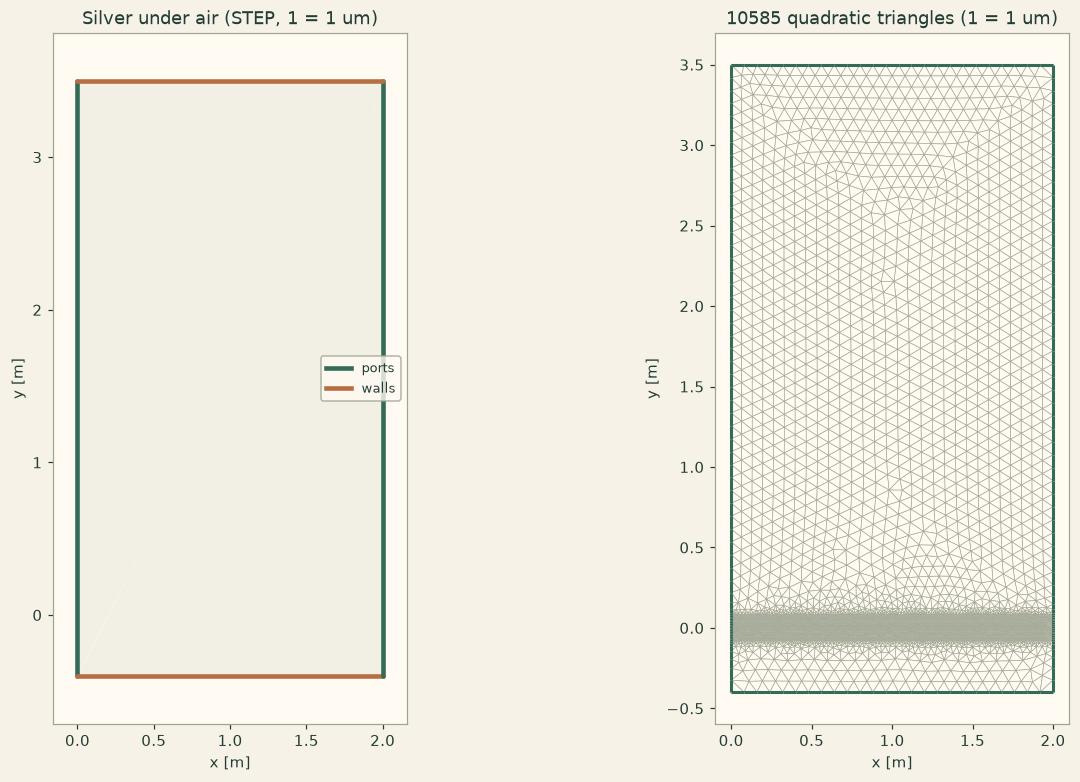 Silver under air (STEP, 1 = 1 um)
3
2
1
0
y [m]
0.0 0.5 1.0 1.5 2.0
x [m]
ports
walls
10585 quadratic triangles (1 = 1 um)
3.5
3.0
2.5
2.0
1.5
1.0
0.5
0.0
−0.5
y [m]
0.0 0.5 1.0 1.5 2.0
x [m]